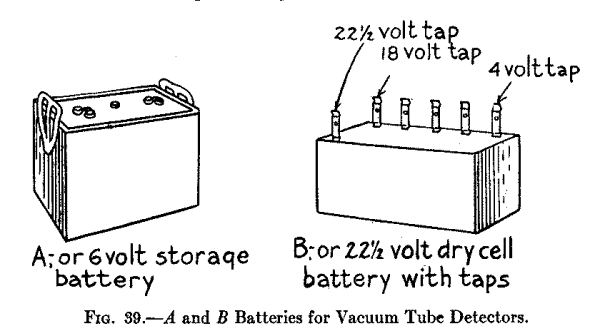 22½ volt tap
18 volt tap
4 volt tap
A; or 6 volt storage
battery
B; or 22½ volt dry cell
battery with taps
FIG. 39.—A and B Batteries for Vacuum Tube Detectors.